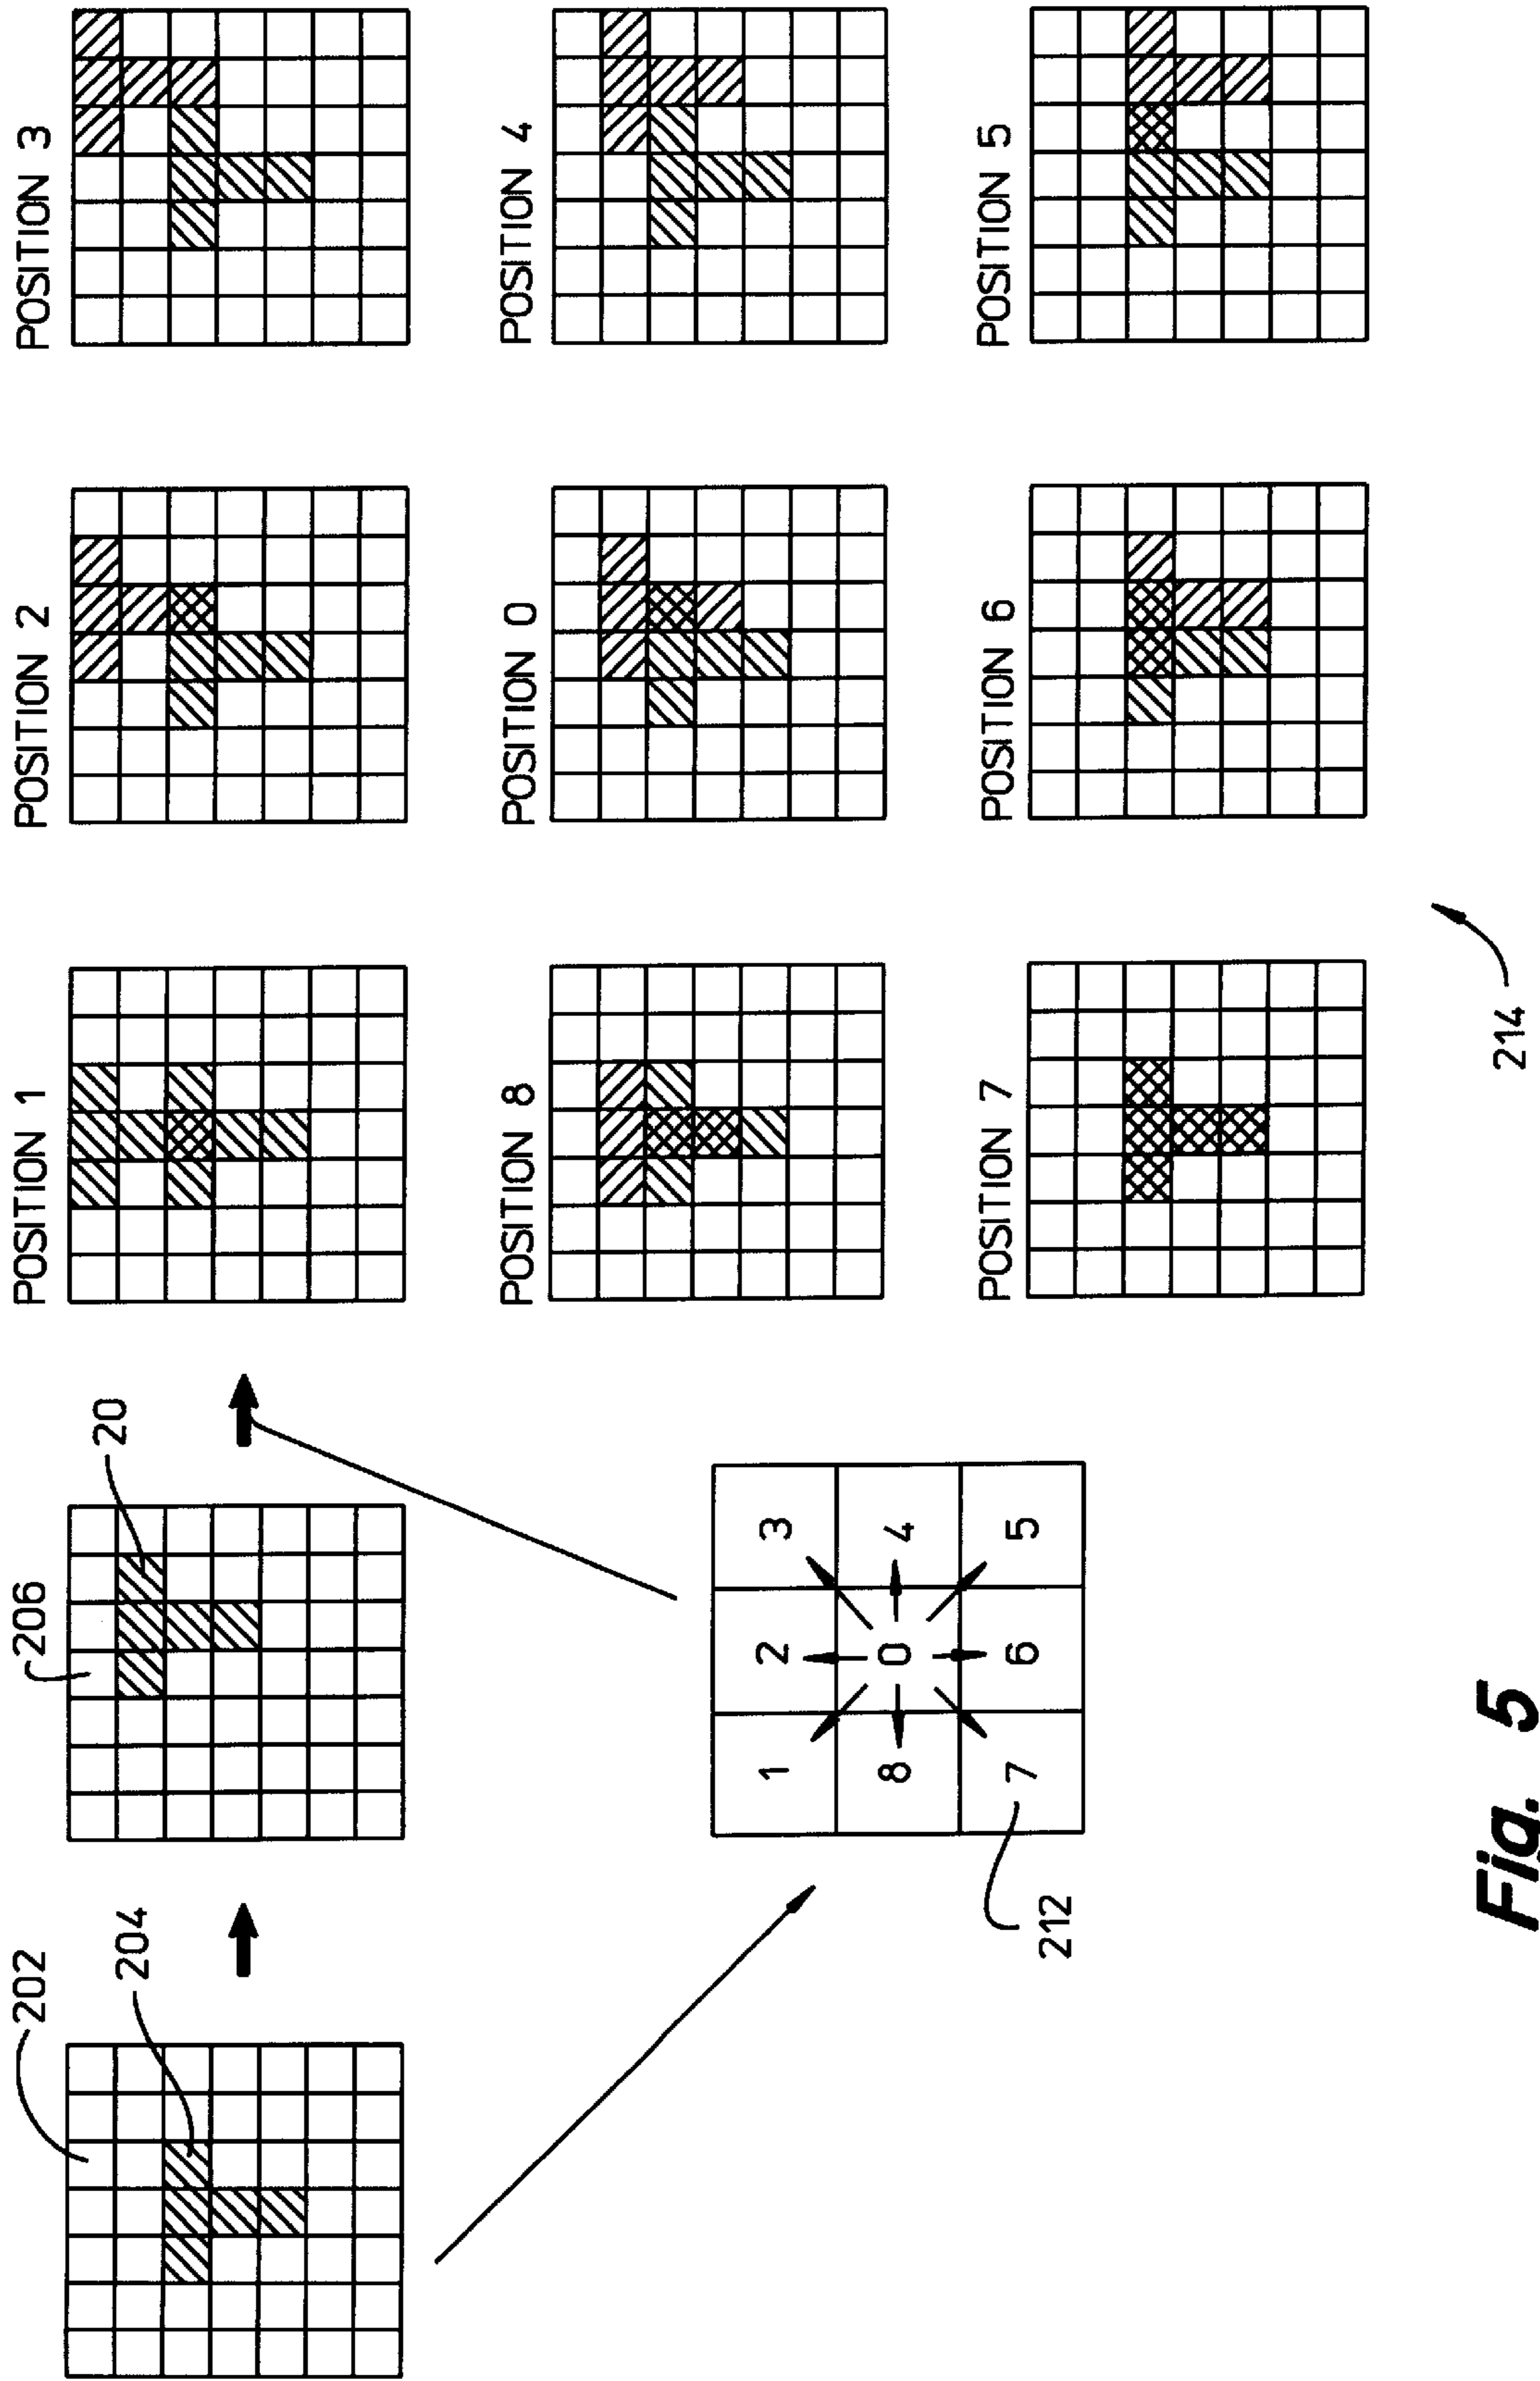 202
204
206
20
POSITION 1
POSITION 2
POSITION 3
POSITION 8
POSITION 0
POSITION 4
POSITION 7
POSITION 6
POSITION 5
1 2 3
8 0 4
7 6 5
212
214
Fig. 5